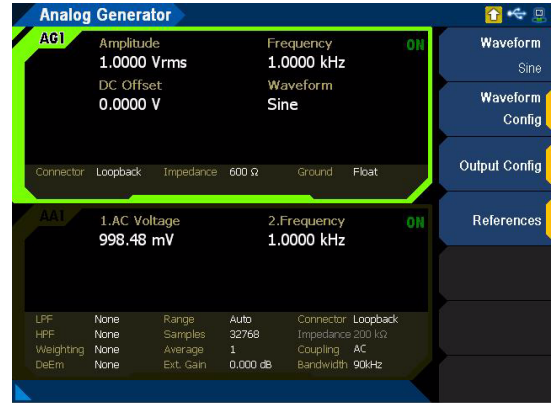 Analog Generator
AG1
Amplitude Frequency ON
1.0000 Vrms 1.0000 kHz
DC Offset Waveform
0.0000 V Sine
Connector Loopback Impedance 600 Ω Ground Float
AA1
1.AC Voltage 2.Frequency ON
998.48 mV 1.0000 kHz
LPF None Range Auto Connector Loopback
HPF None Samples 32768 Impedance 200 kΩ
Weighting None Average 1 Coupling AC
DeEm None Ext. Gain 0.000 dB Bandwidth 90kHz
Waveform
Sine
Waveform
Config
Output Config
References